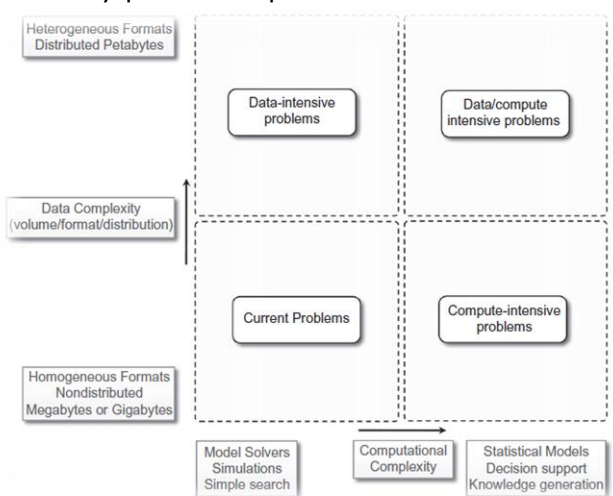 Heterogeneous Formats
Distributed Petabytes
Data-intensive
problems
Data/compute
intensive problems
Data Complexity
(volume/format/distribution)
Current Problems
Compute-intensive
problems
Homogeneous Formats
Nondistributed
Megabytes or Gigabytes
Model Solvers
Simulations
Simple search
Computational
Complexity
Statistical Models
Decision support
Knowledge generation